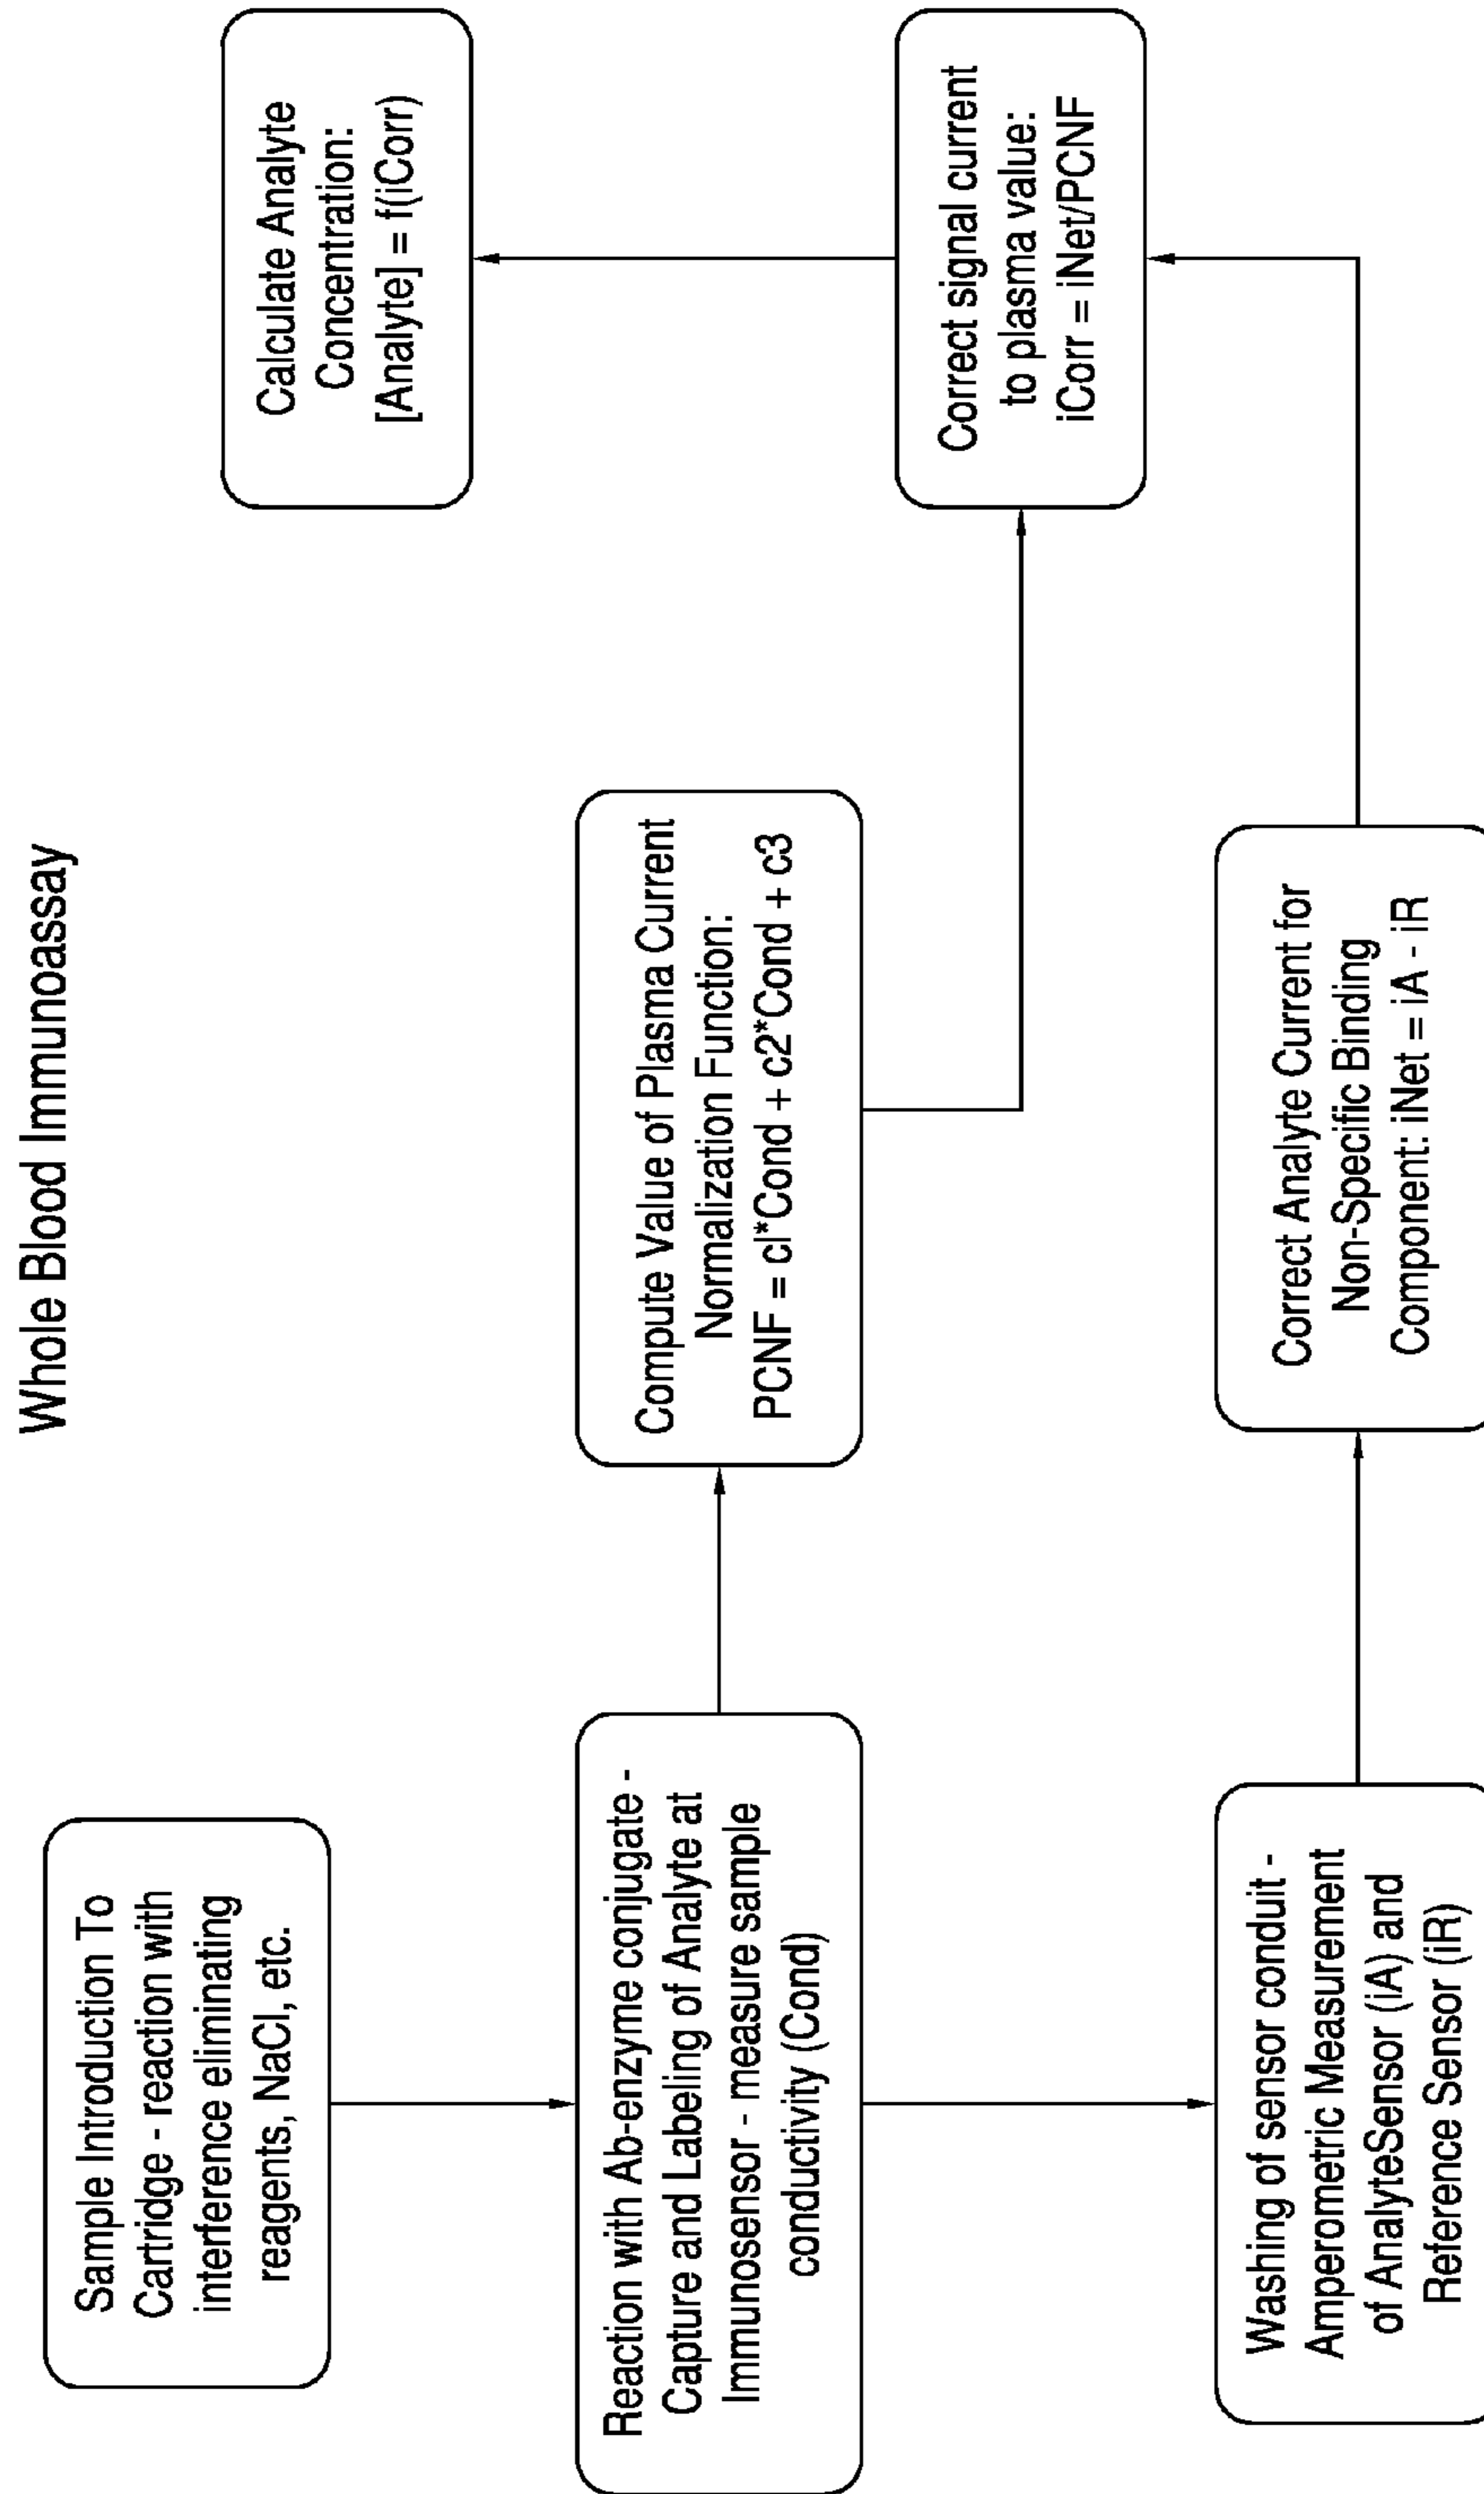 Whole Blood Immunoassay
Sample Introduction To
Cartridge - reaction with
interference eliminating
reagents, NaCl, etc.
Reaction with Ab-enzyme conjugate -
Capture and Labeling of Analyte at
Immunosensor - measure sample
conductivity (Cond)
Compute Value of Plasma Current
Normalization Function:
PCNF = cl*Cond + c2*Cond + c3
Washing of sensor conduit -
Amperometric Measurement
of AnalyteSensor (iA) and
Reference Sensor (iR)
Correct Analyte Current for
Non-Specific Binding
Component: iNet = iA - iR
Correct signal current
to plasma value:
iCorr = iNet/PCNF
Calculate Analyte
Concentration:
[Analyte] = f(iCorr)